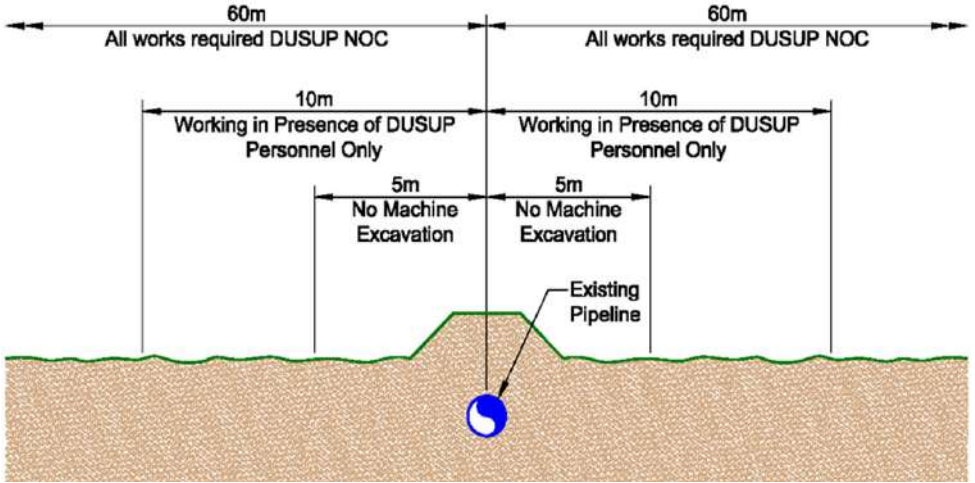 60m
All works required DUSUP NOC
60m
All works required DUSUP NOC
10m
Working in Presence of DUSUP
Personnel Only
10m
Working in Presence of DUSUP
Personnel Only
5m
No Machine
Excavation
5m
No Machine
Excavation
Existing
Pipeline